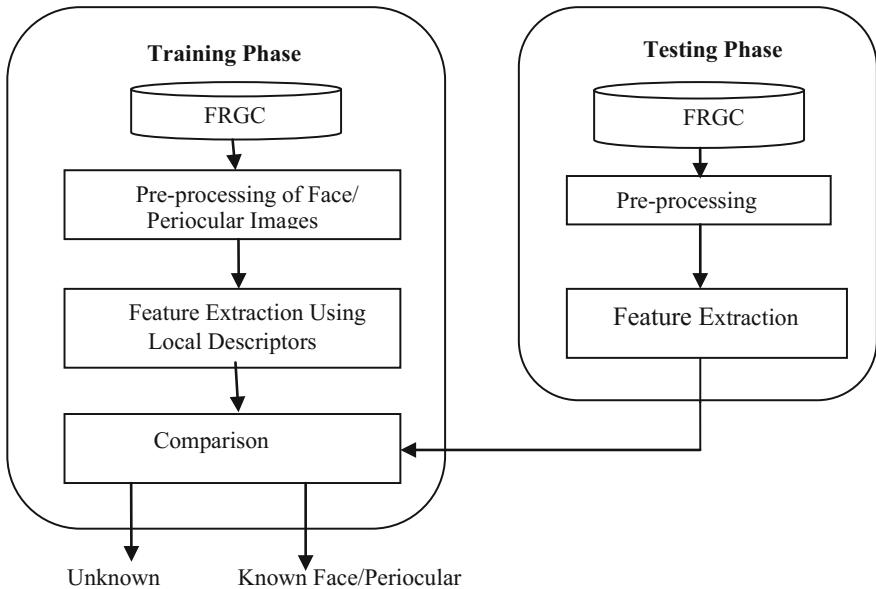 Training Phase
FRGC
Pre-processing of Face/
Periocular Images
Feature Extraction Using
Local Descriptors
Comparison
Unknown
Known Face/Periocular
Testing Phase
FRGC
Pre-processing
Feature Extraction